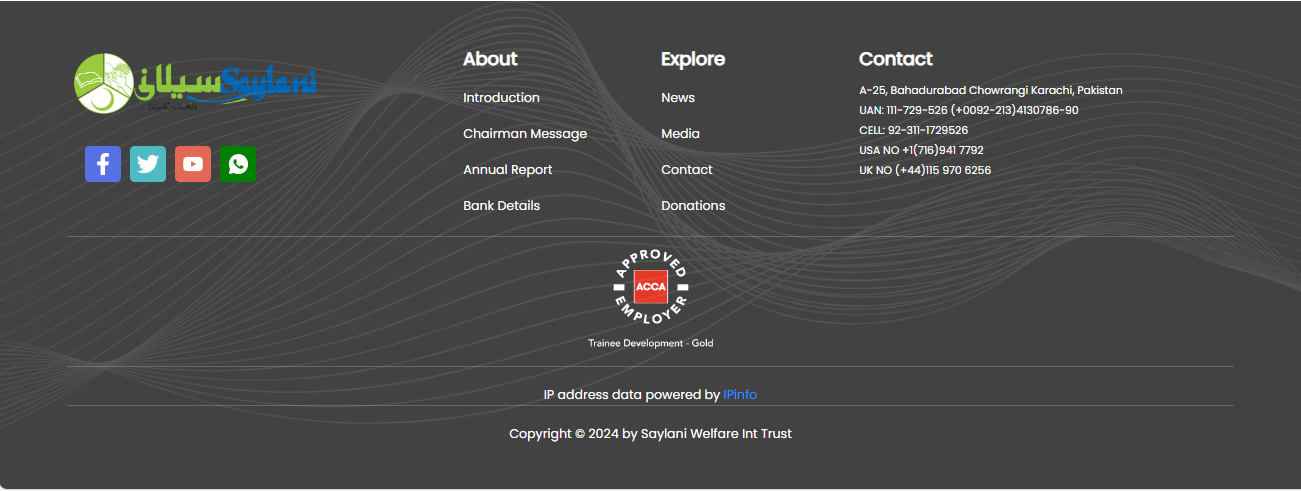 سیلانی Saylani
About
Introduction
Chairman Message
Annual Report
Bank Details
Explore
News
Media
Contact
Donations
Contact
A-25, Bahadurabad Chowrangi Karachi, Pakistan
UAN: 111-729-526 (+0092-213)4130786-90
CELL: 92-311-1729526
USA NO +1(716)941 7792
UK NO (+44)115 970 6256
APPROVED
ACCA
EMPLOYER
Trainee Development - Gold
IP address data powered by IPinfo
Copyright © 2024 by Saylani Welfare Int Trust